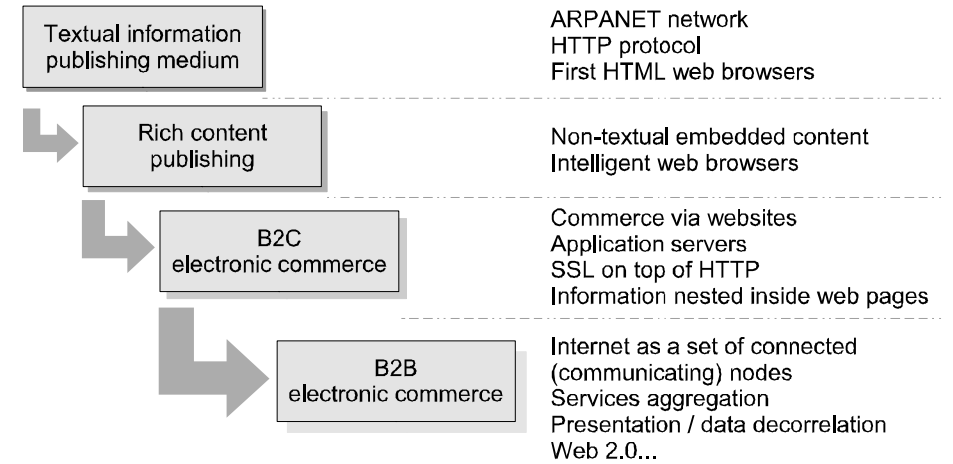 Textual information
publishing medium
ARPANET network
HTTP protocol
First HTML web browsers
Rich content
publishing
Non-textual embedded content
Intelligent web browsers
B2C
electronic commerce
Commerce via websites
Application servers
SSL on top of HTTP
Information nested inside web pages
B2B
electronic commerce
Internet as a set of connected
(communicating) nodes
Services aggregation
Presentation / data decorrelation
Web 2.0...